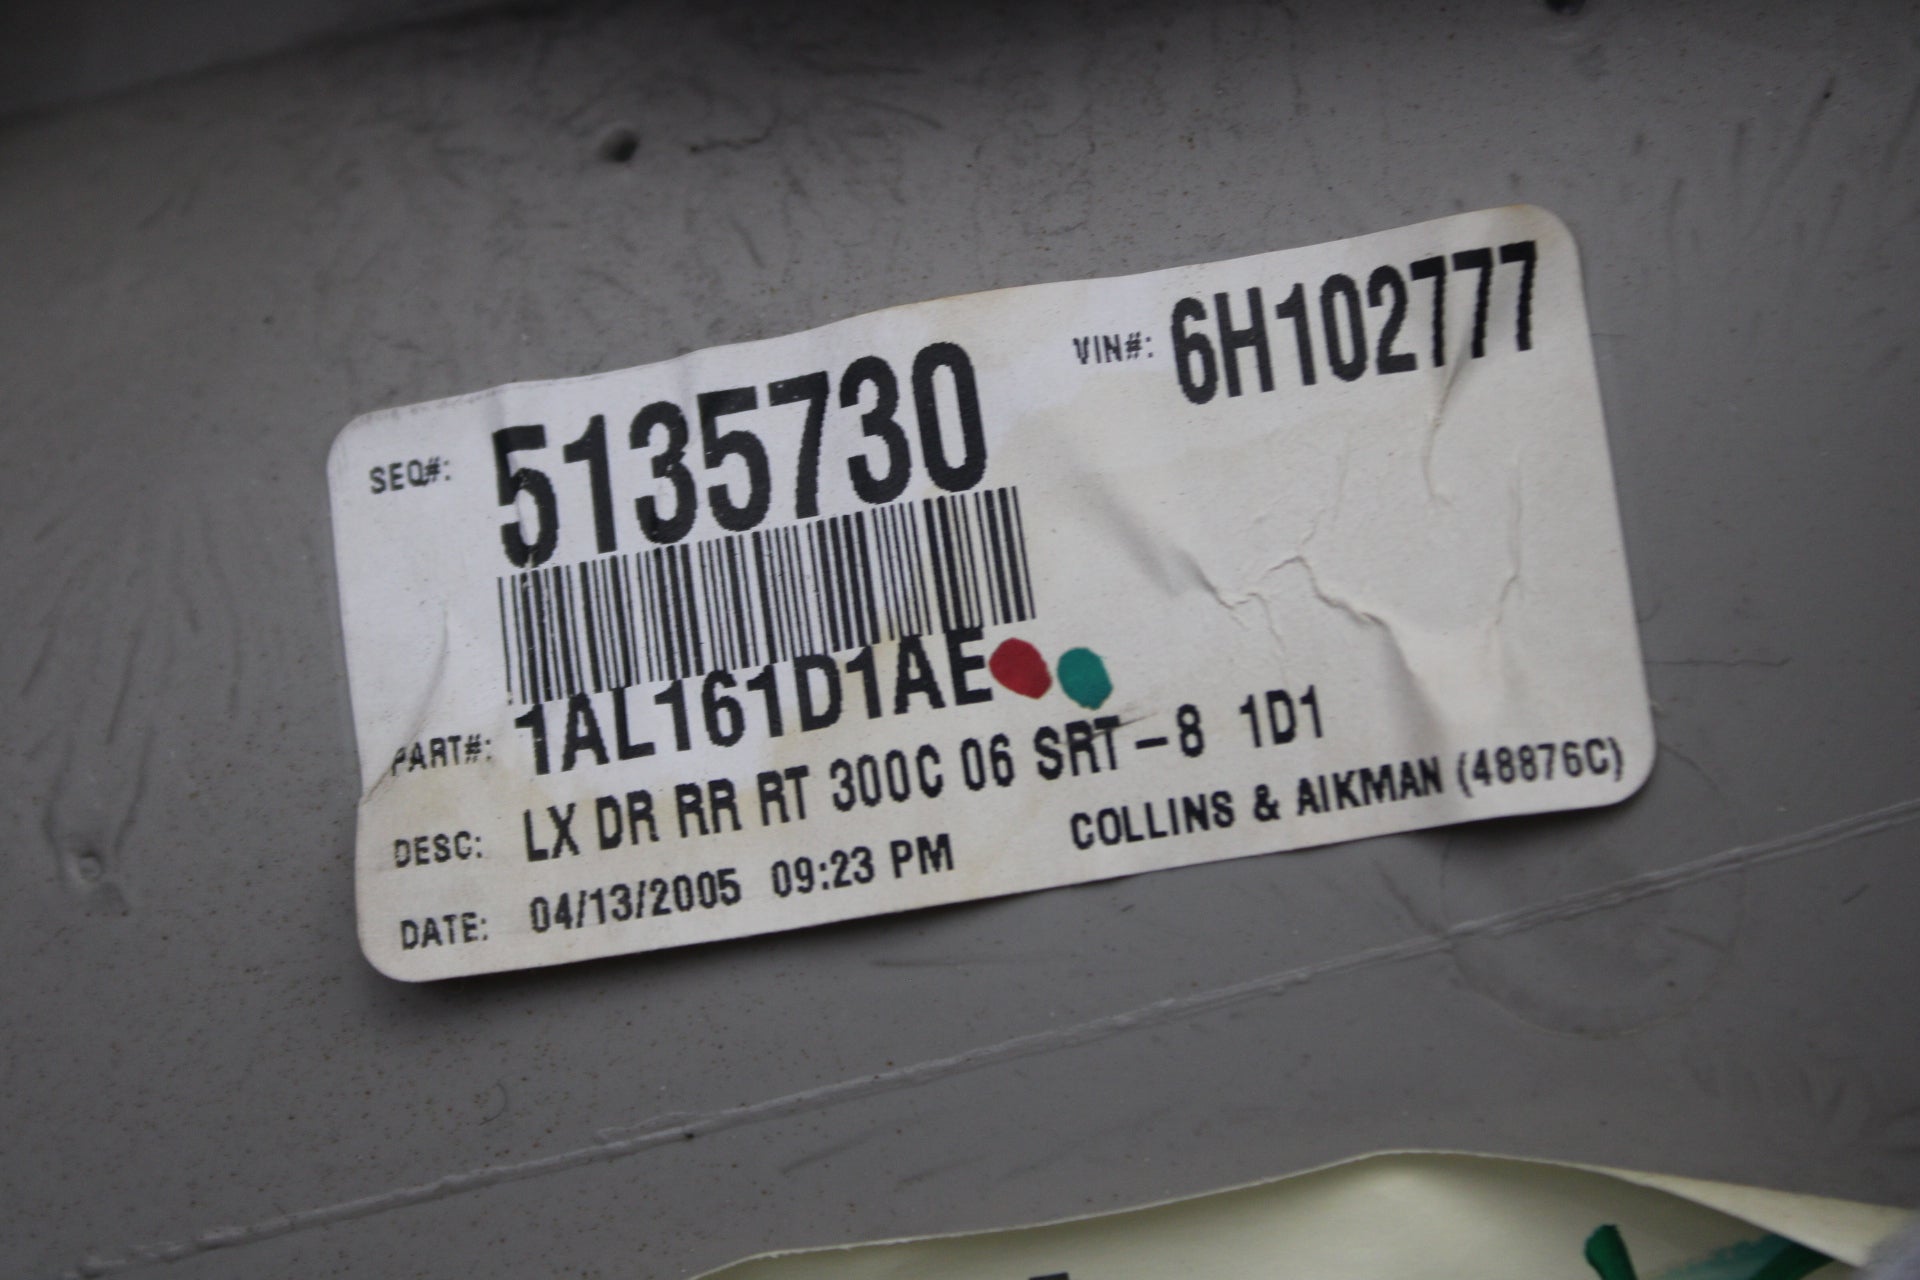 SEQ#: 5135730 VIN#: 6H102777
PART#: 1AL161D1AE
DESC: LX DR RR RT 300C 06 SRT-8 1D1
DATE: 04/13/2005 09:23 PM COLLINS & AIKMAN (48876C)